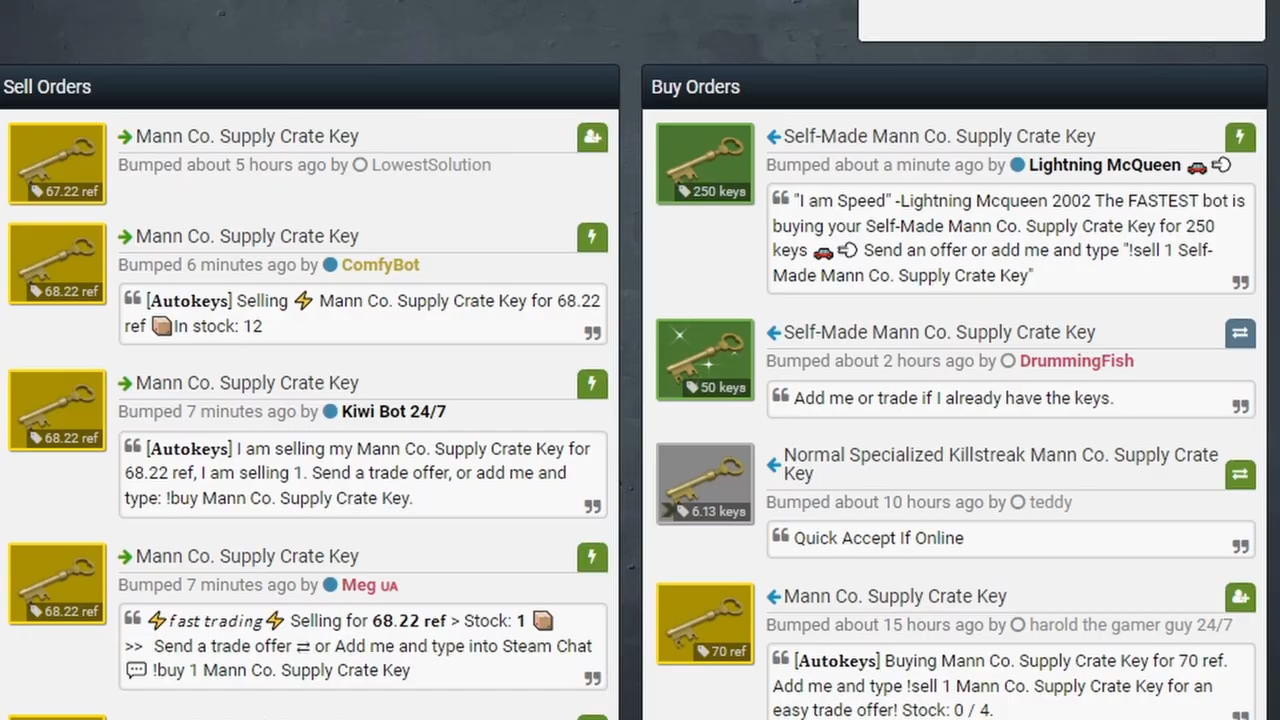 Sell Orders
Mann Co. Supply Crate Key
Bumped about 5 hours ago by LowestSolution
67.22 ref
Mann Co. Supply Crate Key
Bumped 6 minutes ago by ComfyBot
68.22 ref
[Autokeys] Selling ⚡ Mann Co. Supply Crate Key for 68.22
ref 📦In stock: 12
Mann Co. Supply Crate Key
Bumped 7 minutes ago by Kiwi Bot 24/7
68.22 ref
[Autokeys] I am selling my Mann Co. Supply Crate Key for
68.22 ref, I am selling 1. Send a trade offer, or add me and
type: !buy Mann Co. Supply Crate Key.
Mann Co. Supply Crate Key
Bumped 7 minutes ago by Meg UA
68.22 ref
⚡fast trading⚡ Selling for 68.22 ref > Stock: 1 📦
>> Send a trade offer ⇄ or Add me and type into Steam Chat
💬 !buy 1 Mann Co. Supply Crate Key
Buy Orders
Self-Made Mann Co. Supply Crate Key
Bumped about a minute ago by Lightning McQueen 🚗💨
250 keys
"I am Speed" -Lightning Mcqueen 2002 The FASTEST bot is
buying your Self-Made Mann Co. Supply Crate Key for 250
keys 🚗💨 Send an offer or add me and type "!sell 1 Self-
Made Mann Co. Supply Crate Key"
Self-Made Mann Co. Supply Crate Key
Bumped about 2 hours ago by DrummingFish
50 keys
Add me or trade if I already have the keys.
Normal Specialized Killstreak Mann Co. Supply Crate
Key
Bumped about 10 hours ago by teddy
6.13 keys
Quick Accept If Online
Mann Co. Supply Crate Key
Bumped about 15 hours ago by harold the gamer guy 24/7
70 ref
[Autokeys] Buying Mann Co. Supply Crate Key for 70 ref.
Add me and type !sell 1 Mann Co. Supply Crate Key for an
easy trade offer! Stock: 0 / 4.